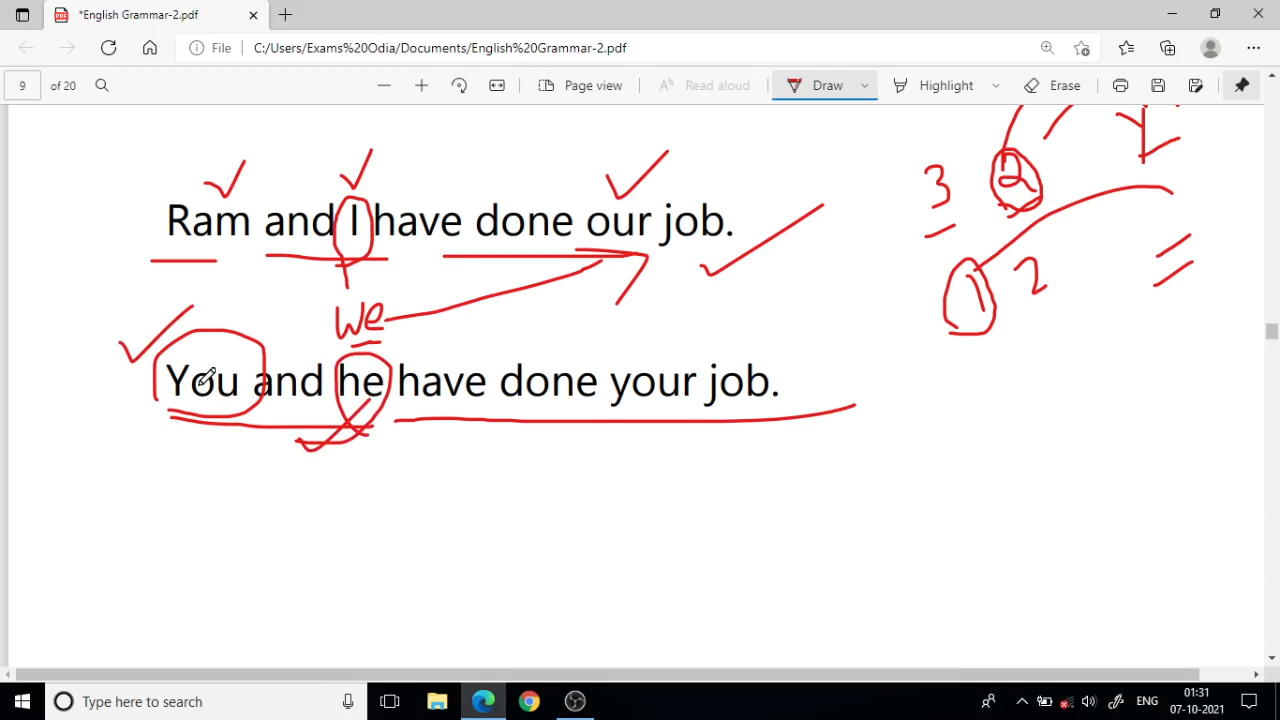 *English Grammar-2.pdf
File C:/Users/Exams%20Odia/Documents/English%20Grammar-2.pdf
9 of 20 Page view Read aloud Draw Highlight Erase
3 2
Ram and I have done our job.
1 2
we
You and he have done your job.
Type here to search
ENG 01:31
07-10-2021